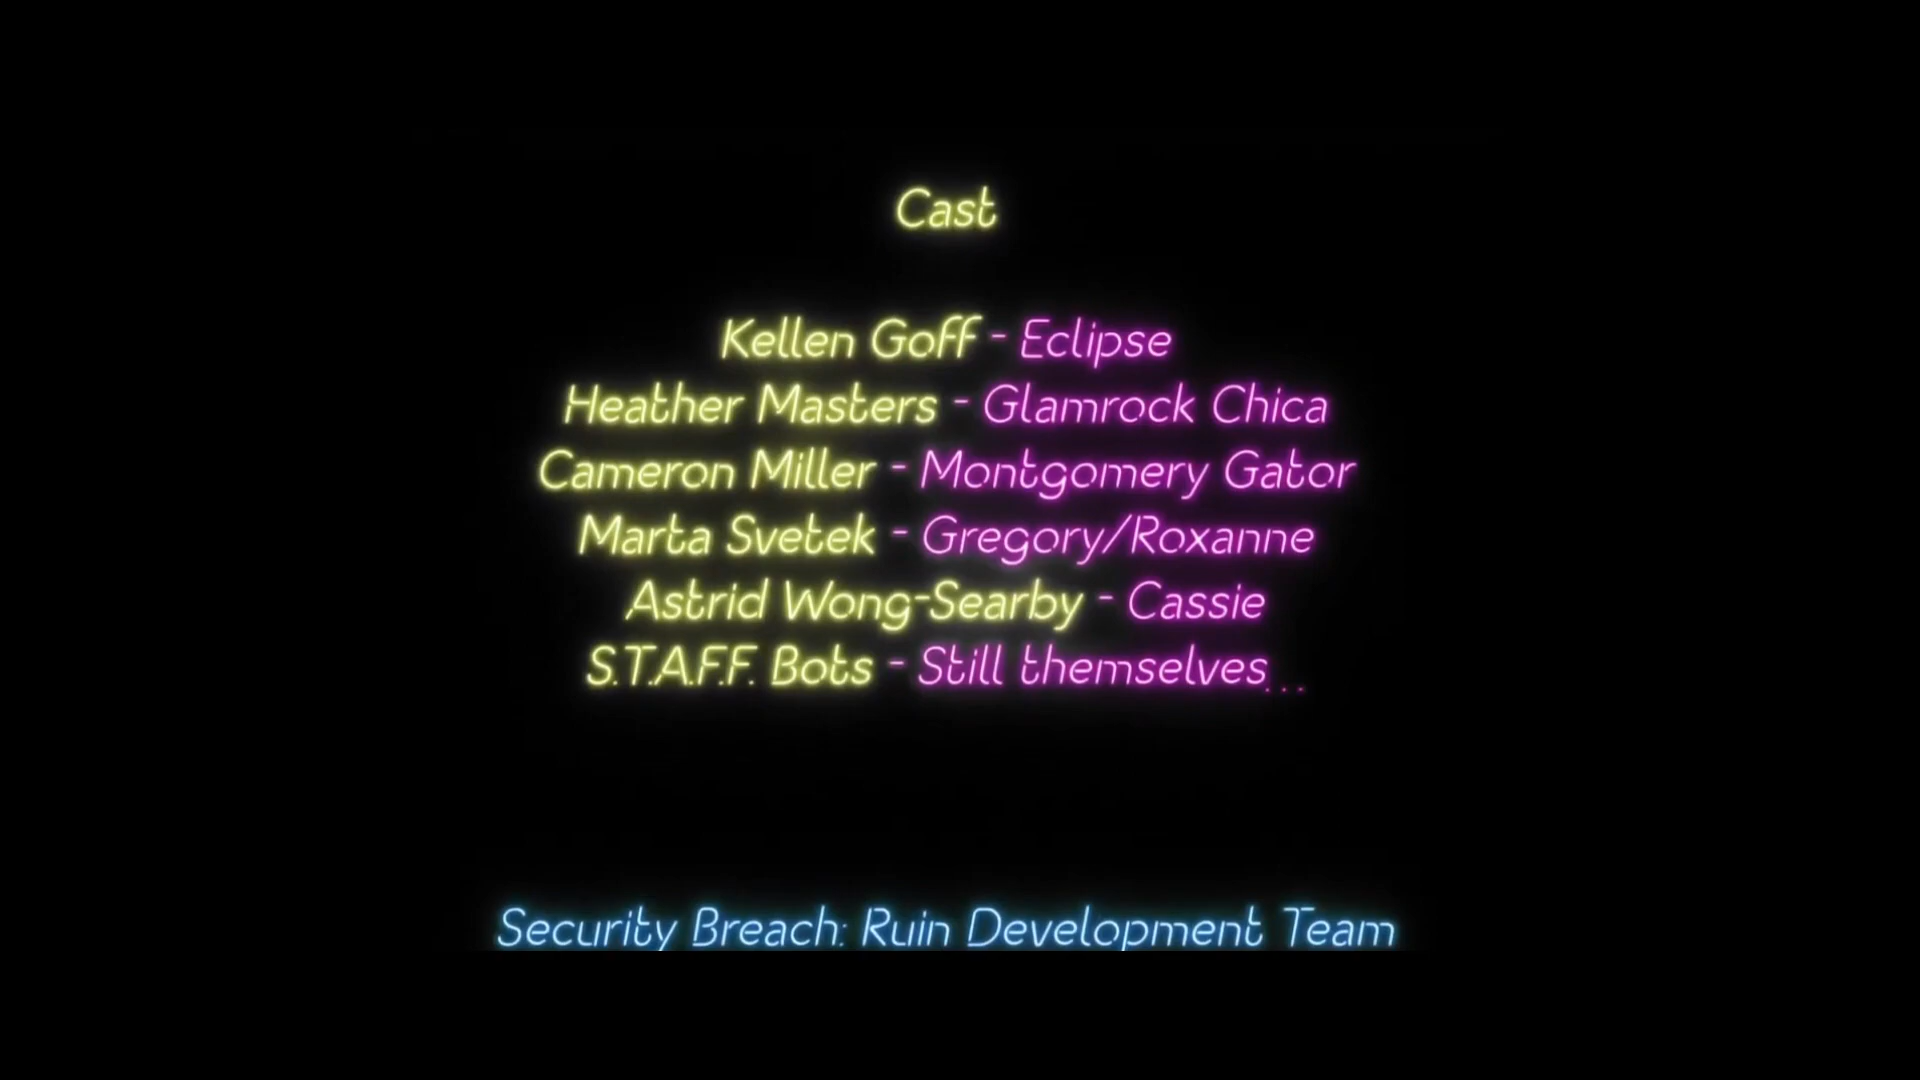 Cast
Kellen Goff - Eclipse
Heather Masters - Glamrock Chica
Cameron Miller - Montgomery Gator
Marta Svetek - Gregory/Roxanne
Astrid Wong-Searby - Cassie
S.T.A.F.F. Bots - Still themselves...
Security Breach: Ruin Development Team